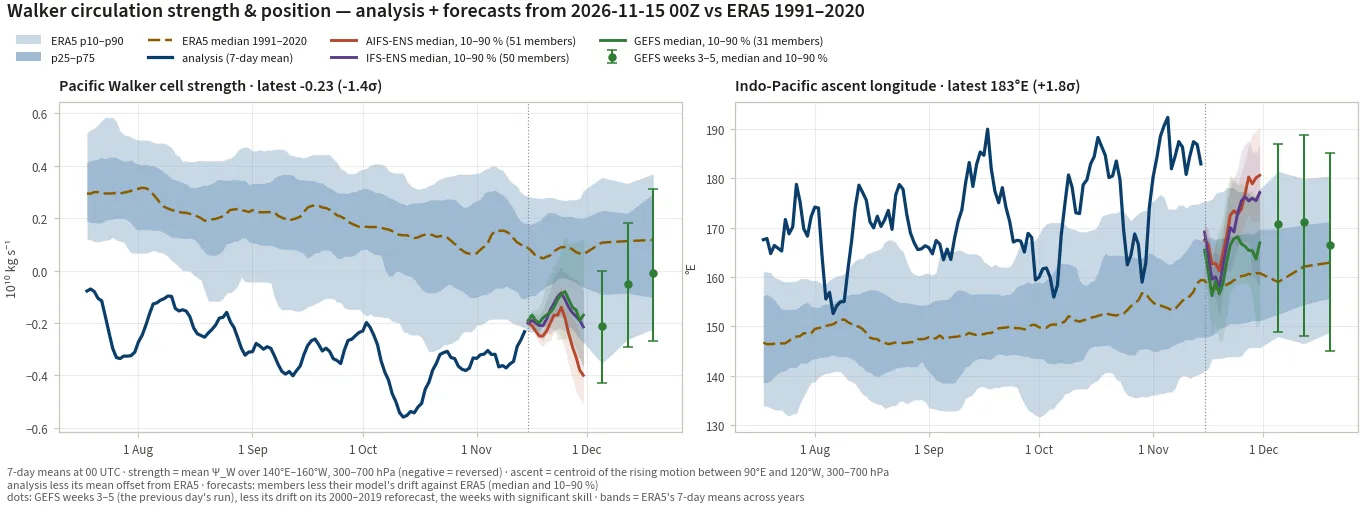 Walker circulation strength & position — analysis + forecasts from 2026-11-15 00Z vs ERA5 1991–2020
ERA5 p10–p90
ERA5 median 1991–2020
AIFS-ENS median, 10–90 % (51 members)
GEFS median, 10–90 % (31 members)
p25–p75
analysis (7-day mean)
IFS-ENS median, 10–90 % (50 members)
GEFS weeks 3–5, median and 10–90 %
Pacific Walker cell strength · latest -0.23 (-1.4σ)
10¹⁰ kg s⁻¹
0.6
0.4
0.2
0.0
−0.2
−0.4
−0.6
1 Aug
1 Sep
1 Oct
1 Nov
1 Dec
Indo-Pacific ascent longitude · latest 183°E (+1.8σ)
°E
190
180
170
160
150
140
130
1 Aug
1 Sep
1 Oct
1 Nov
1 Dec
7-day means at 00 UTC · strength = mean Ψ_W over 140°E–160°W, 300–700 hPa (negative = reversed) · ascent = centroid of the rising motion between 90°E and 120°W, 300–700 hPa
analysis less its mean offset from ERA5 · forecasts: members less their model's drift against ERA5 (median and 10–90 %)
dots: GEFS weeks 3–5 (the previous day's run), less its drift on its 2000–2019 reforecast, the weeks with significant skill · bands = ERA5's 7-day means across years